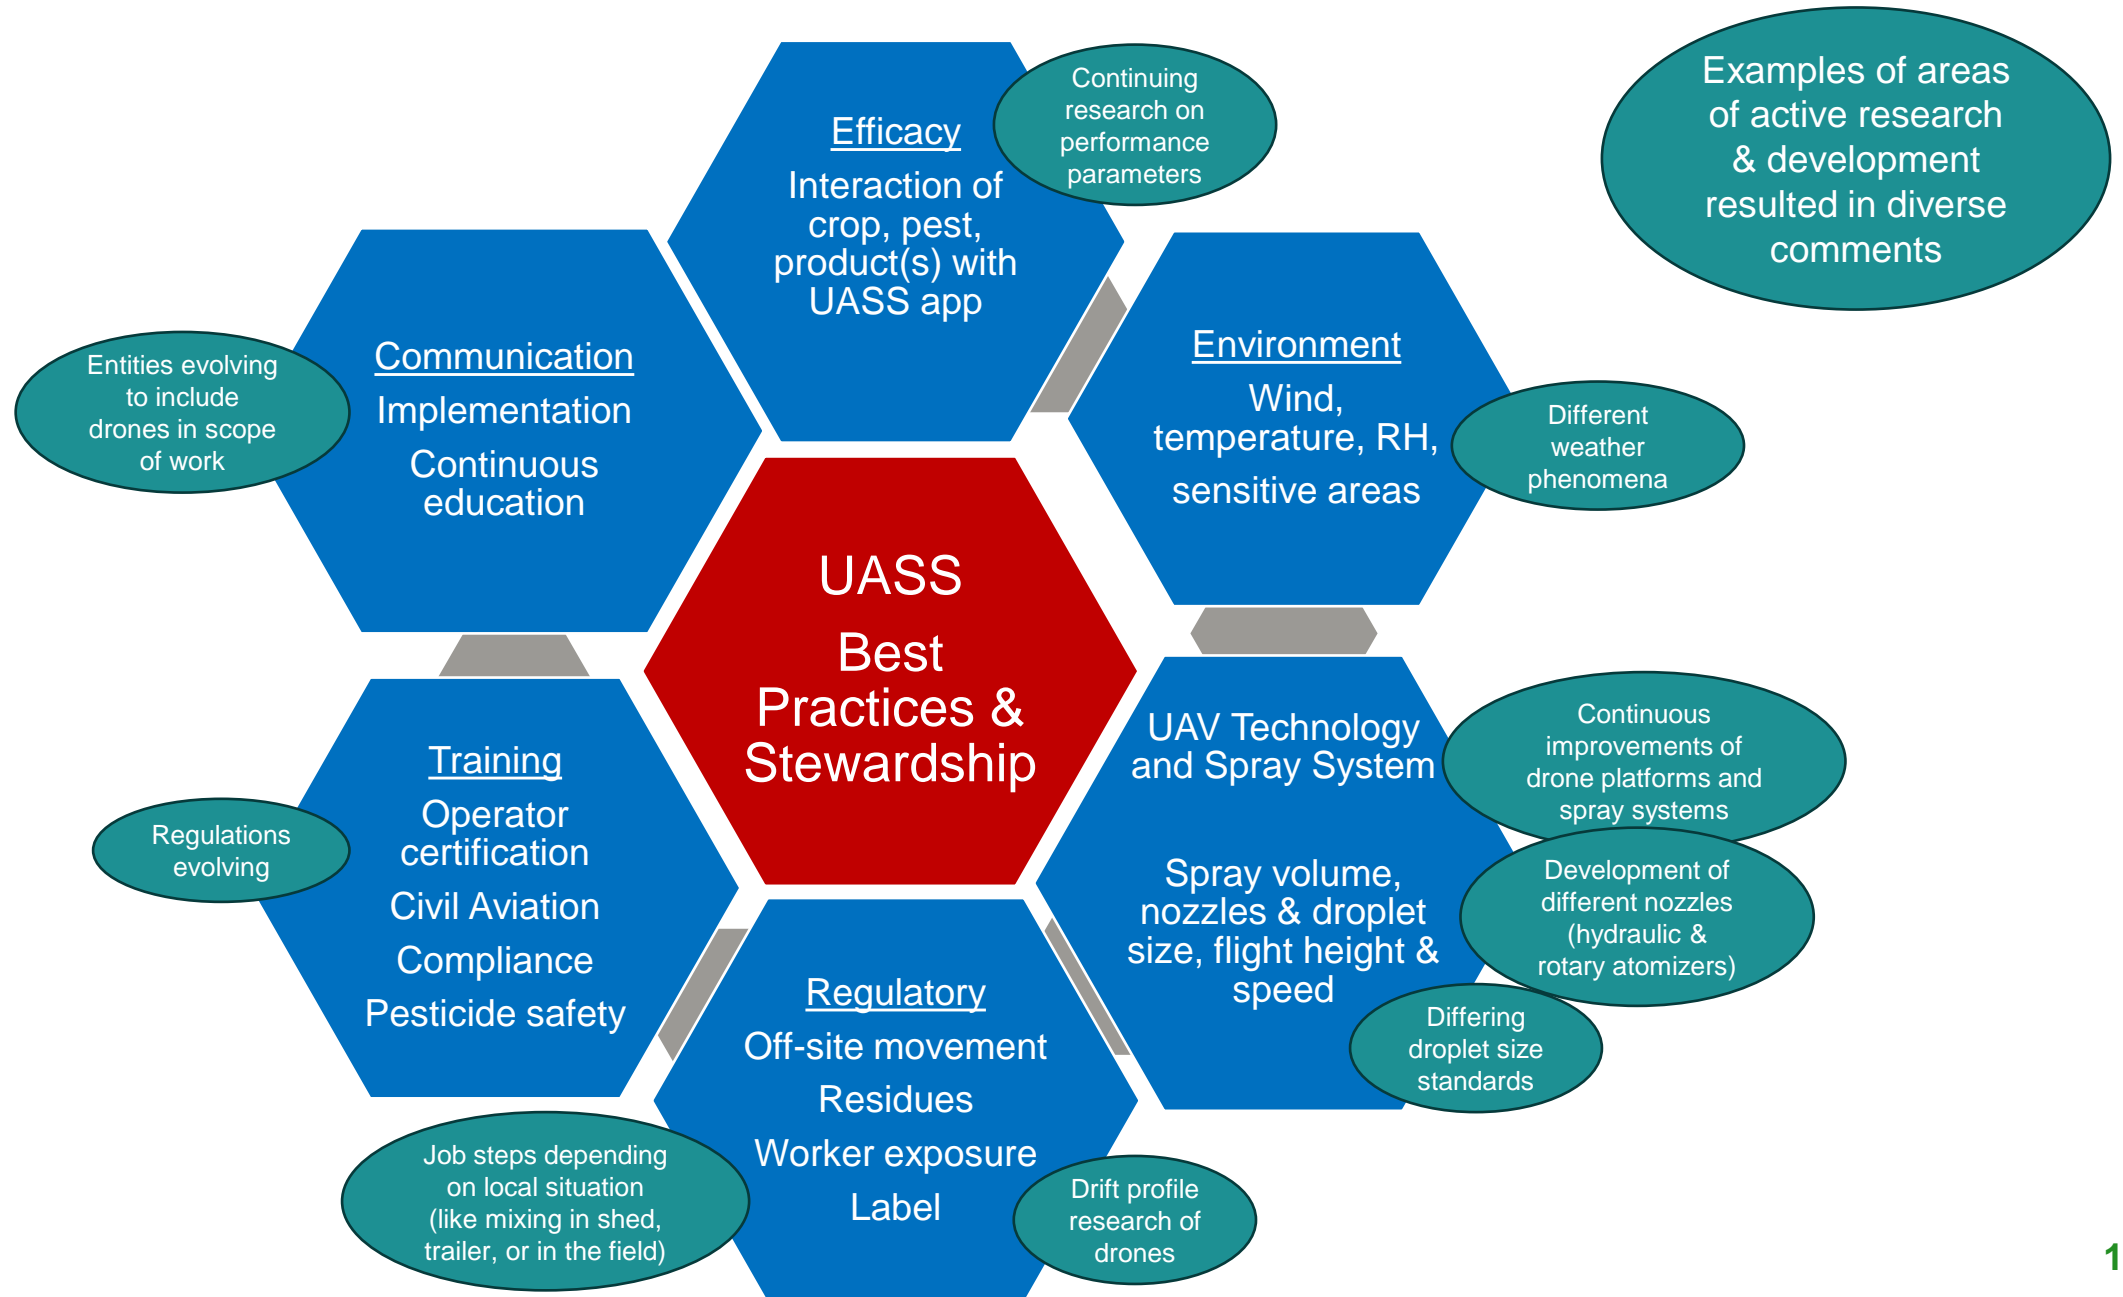 Efficacy
Interaction of
crop, pest,
product(s) with
UASS app
Continuing
research on
performance
parameters
Examples of areas
of active research
& development
resulted in diverse
comments
Communication
Implementation
Continuous
education
Entities evolving
to include
drones in scope
of work
Environment
Wind,
temperature, RH,
sensitive areas
Different
weather
phenomena
UASS
Best
Practices &
Stewardship
UAV Technology
and Spray System
Spray volume,
nozzles & droplet
size, flight height &
speed
Continuous
improvements of
drone platforms and
spray systems
Development of
different nozzles
(hydraulic &
rotary atomizers)
Differing
droplet size
standards
Training
Operator
certification
Civil Aviation
Compliance
Pesticide safety
Regulations
evolving
Regulatory
Off-site movement
Residues
Worker exposure
Label
Job steps depending
on local situation
(like mixing in shed,
trailer, or in the field)
Drift profile
research of
drones
1